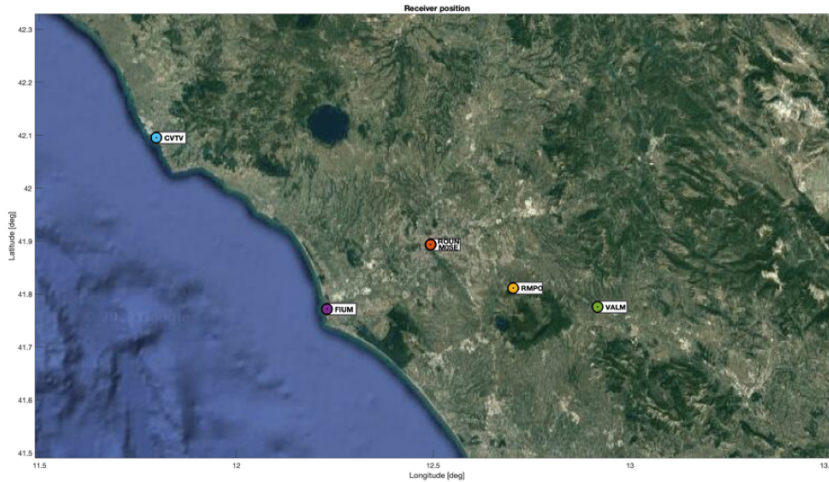 Receiver position
42.3
42.2
42.1
42
41.9
41.8
41.7
41.6
41.5
Latitude [deg]
CVTV
M0SE
RMPO
VALM
FIUM
11.5
12
12.5
13
13.
Longitude [deg]